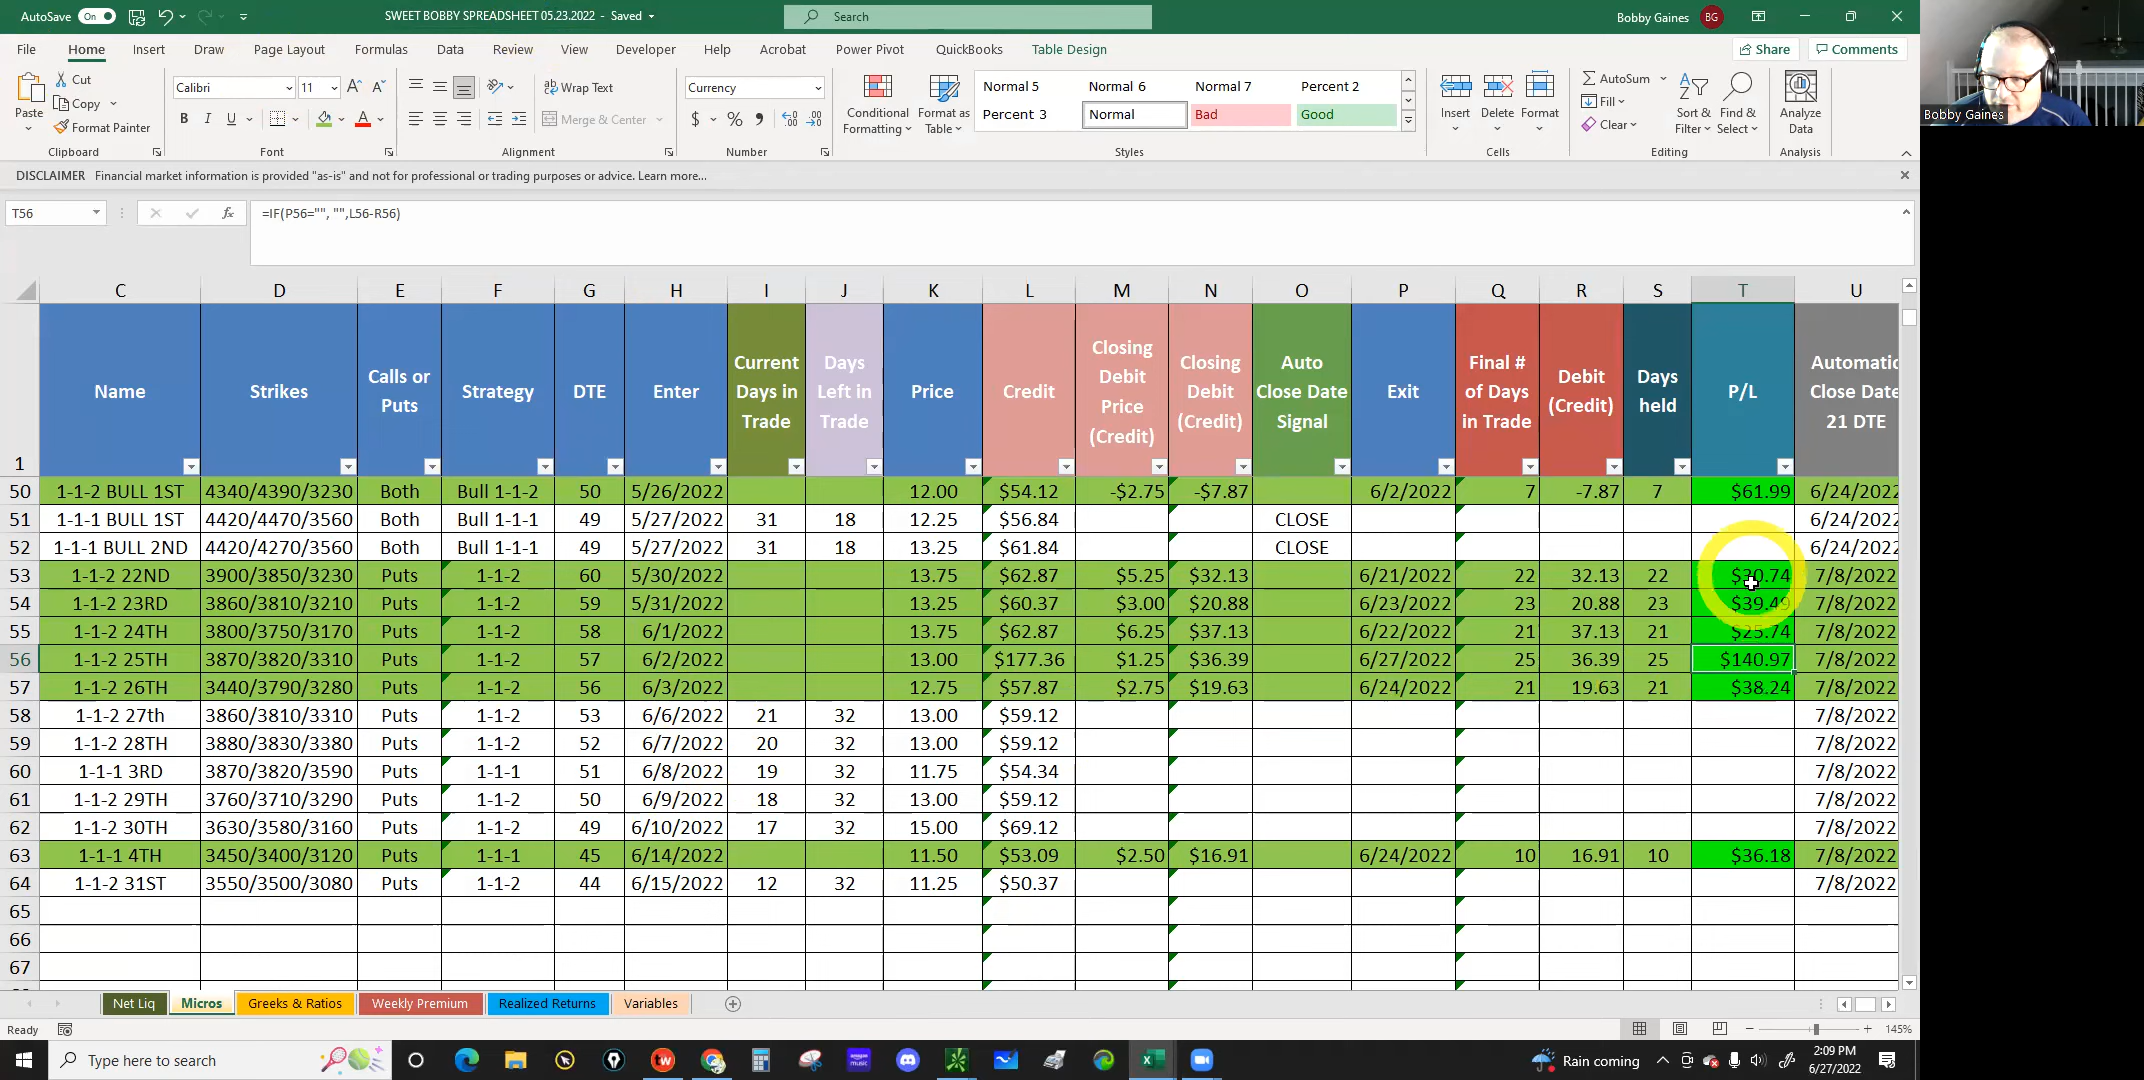 AutoSave On SWEET BOBBY SPREADSHEET 05.23.2022 - Saved Search Bobby Gaines BG
File Home Insert Draw Page Layout Formulas Data Review View Developer Help Acrobat Power Pivot QuickBooks Table Design Share Comments
Cut Calibri 11 Wrap Text Currency Normal 5 Normal 6 Normal 7 Percent 2 AutoSum
Paste Copy Conditional Formatting Format as Table Percent 3 Normal Bad Good Insert Delete Format Fill Sort & Filter Find & Select Analyze Data
Format Painter B I U Merge & Center Clear
Clipboard Font Alignment Number Styles Cells Editing Analysis
Bobby Gaines
DISCLAIMER Financial market information is provided "as-is" and not for professional or trading purposes or advice. Learn more...
T56 =IF(P56="", "",L56-R56)
C D E F G H I J K L M N O P Q R S T U
1 Name Strikes Calls or Puts Strategy DTE Enter Current Days in Trade Days Left in Trade Price Credit Closing Debit Price (Credit) Closing Debit (Credit) Auto Close Date Signal Exit Final # of Days in Trade Debit (Credit) Days held P/L Automatic Close Date 21 DTE
50 1-1-2 BULL 1ST 4340/4390/3230 Both Bull 1-1-2 50 5/26/2022 12.00 $54.12 -$2.75 -$7.87 6/2/2022 7 -7.87 7 $61.99 6/24/2022
51 1-1-1 BULL 1ST 4420/4470/3560 Both Bull 1-1-1 49 5/27/2022 31 18 12.25 $56.84 CLOSE 6/24/2022
52 1-1-1 BULL 2ND 4420/4270/3560 Both Bull 1-1-1 49 5/27/2022 31 18 13.25 $61.84 CLOSE 6/24/2022
53 1-1-2 22ND 3900/3850/3230 Puts 1-1-2 60 5/30/2022 13.75 $62.87 $5.25 $32.13 6/21/2022 22 32.13 22 $30.74 7/8/2022
54 1-1-2 23RD 3860/3810/3210 Puts 1-1-2 59 5/31/2022 13.25 $60.37 $3.00 $20.88 6/23/2022 23 20.88 23 $39.49 7/8/2022
55 1-1-2 24TH 3800/3750/3170 Puts 1-1-2 58 6/1/2022 13.75 $62.87 $6.25 $37.13 6/22/2022 21 37.13 21 $25.74 7/8/2022
56 1-1-2 25TH 3870/3820/3310 Puts 1-1-2 57 6/2/2022 13.00 $177.36 $1.25 $36.39 6/27/2022 25 36.39 25 $140.97 7/8/2022
57 1-1-2 26TH 3440/3790/3280 Puts 1-1-2 56 6/3/2022 12.75 $57.87 $2.75 $19.63 6/24/2022 21 19.63 21 $38.24 7/8/2022
58 1-1-2 27th 3860/3810/3310 Puts 1-1-2 53 6/6/2022 21 32 13.00 $59.12 7/8/2022
59 1-1-2 28TH 3880/3830/3380 Puts 1-1-2 52 6/7/2022 20 32 13.00 $59.12 7/8/2022
60 1-1-1 3RD 3870/3820/3590 Puts 1-1-1 51 6/8/2022 19 32 11.75 $54.34 7/8/2022
61 1-1-2 29TH 3760/3710/3290 Puts 1-1-2 50 6/9/2022 18 32 13.00 $59.12 7/8/2022
62 1-1-2 30TH 3630/3580/3160 Puts 1-1-2 49 6/10/2022 17 32 15.00 $69.12 7/8/2022
63 1-1-1 4TH 3450/3400/3120 Puts 1-1-1 45 6/14/2022 11.50 $53.09 $2.50 $16.91 6/24/2022 10 16.91 10 $36.18 7/8/2022
64 1-1-2 31ST 3550/3500/3080 Puts 1-1-2 44 6/15/2022 12 32 11.25 $50.37 7/8/2022
65
66
67
Net Liq Micros Greeks & Ratios Weekly Premium Realized Returns Variables
Ready 145%
Type here to search Rain coming 2:09 PM
6/27/2022